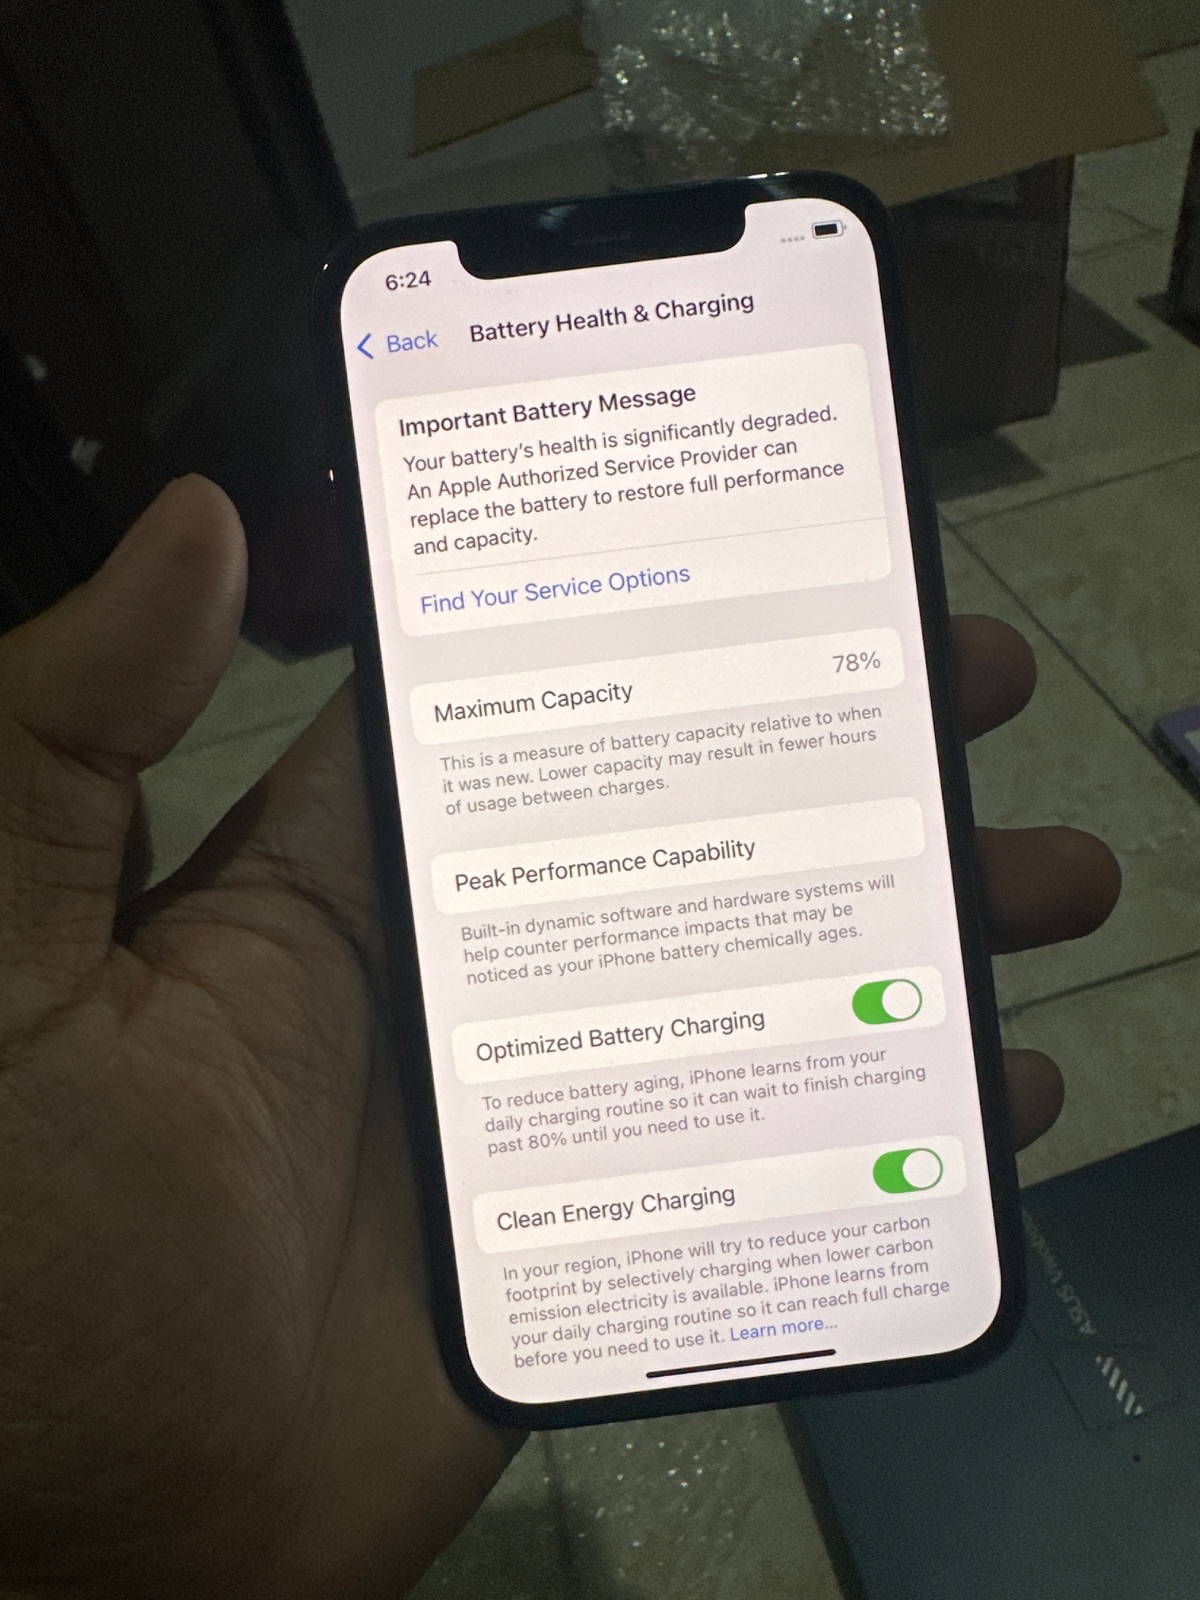 6:24
Back
Battery Health & Charging
Important Battery Message
Your battery's health is significantly degraded.
An Apple Authorized Service Provider can
replace the battery to restore full performance
and capacity.
Find Your Service Options
Maximum Capacity 78%
This is a measure of battery capacity relative to when
it was new. Lower capacity may result in fewer hours
of usage between charges.
Peak Performance Capability
Built-in dynamic software and hardware systems will
help counter performance impacts that may be
noticed as your iPhone battery chemically ages.
Optimized Battery Charging
To reduce battery aging, iPhone learns from your
daily charging routine so it can wait to finish charging
past 80% until you need to use it.
Clean Energy Charging
In your region, iPhone will try to reduce your carbon
footprint by selectively charging when lower carbon
emission electricity is available. iPhone learns from
your daily charging routine so it can reach full charge
before you need to use it. Learn more...
ASUS